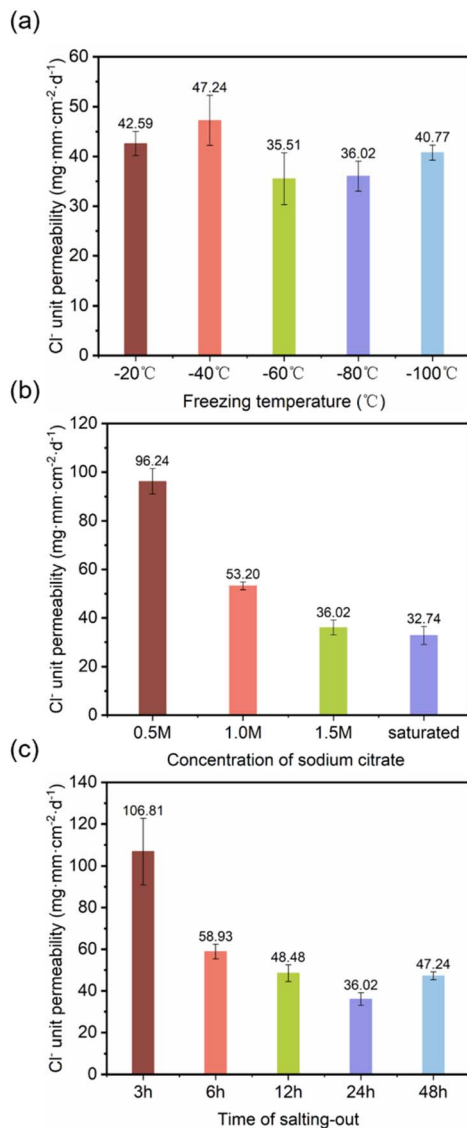 (a)
Cl⁻ unit permeability (mg·mm·cm⁻²·d⁻¹)
60
50
40
30
20
10
0
42.59
47.24
35.51
36.02
40.77
-20℃
-40℃
-60℃
-80℃
-100℃
Freezing temperature (℃)
(b)
Cl⁻ unit permeability (mg·mm·cm⁻²·d⁻¹)
120
100
80
60
40
20
0
96.24
53.20
36.02
32.74
0.5M
1.0M
1.5M
saturated
Concentration of sodium citrate
(c)
Cl⁻ unit permeability (mg·mm·cm⁻²·d⁻¹)
140
120
100
80
60
40
20
0
106.81
58.93
48.48
36.02
47.24
3h
6h
12h
24h
48h
Time of salting-out